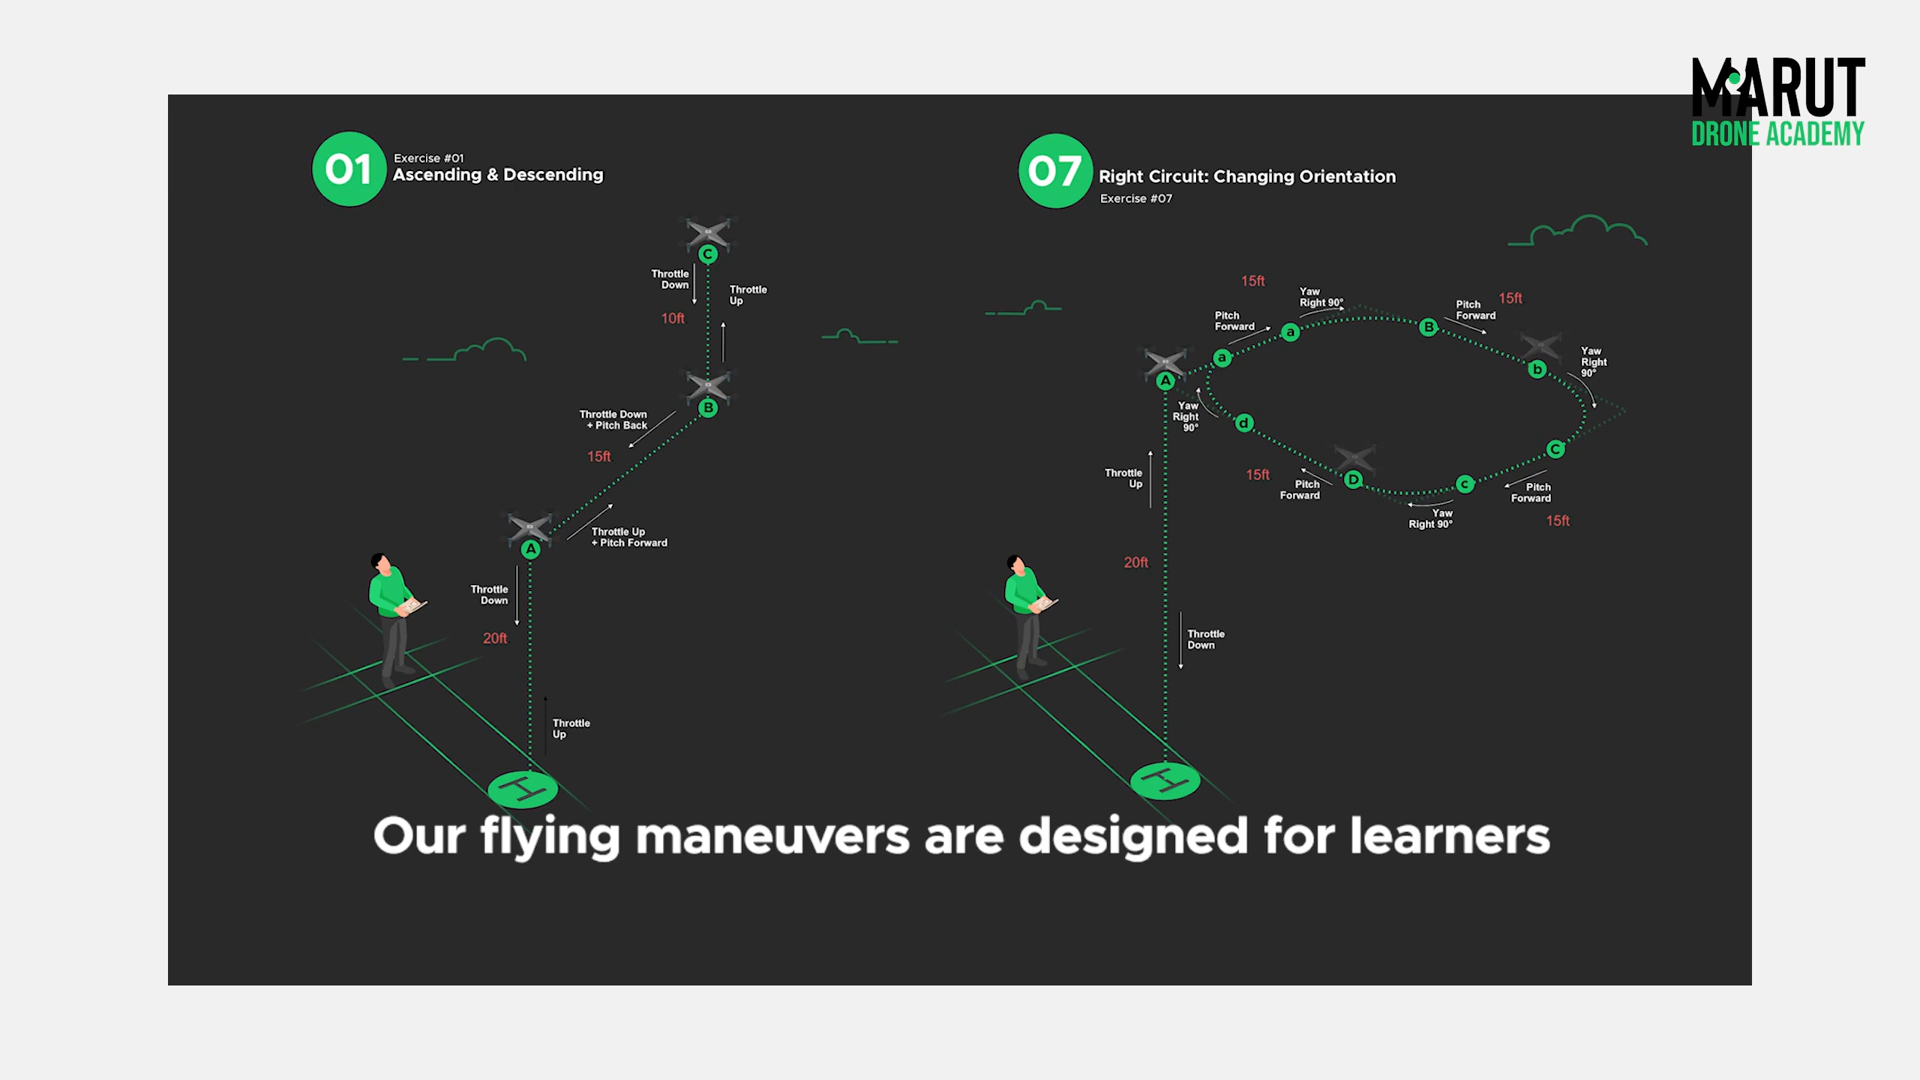 MARUT
DRONE ACADEMY
01
Exercise #01
Ascending & Descending
C
Throttle
Down
Throttle
Up
10ft
B
Throttle Down
+ Pitch Back
15ft
A
Throttle Up
+ Pitch Forward
Throttle
Down
20ft
Throttle
Up
H
07
Right Circuit: Changing Orientation
Exercise #07
15ft
Yaw
Right 90°
Pitch
Forward
a
a
A
B
Pitch
Forward
15ft
b
Yaw
Right
90°
C
Pitch
Forward
15ft
c
Yaw
Right 90°
D
Pitch
Forward
15ft
d
Yaw
Right
90°
Throttle
Up
20ft
Throttle
Down
H
Our flying maneuvers are designed for learners